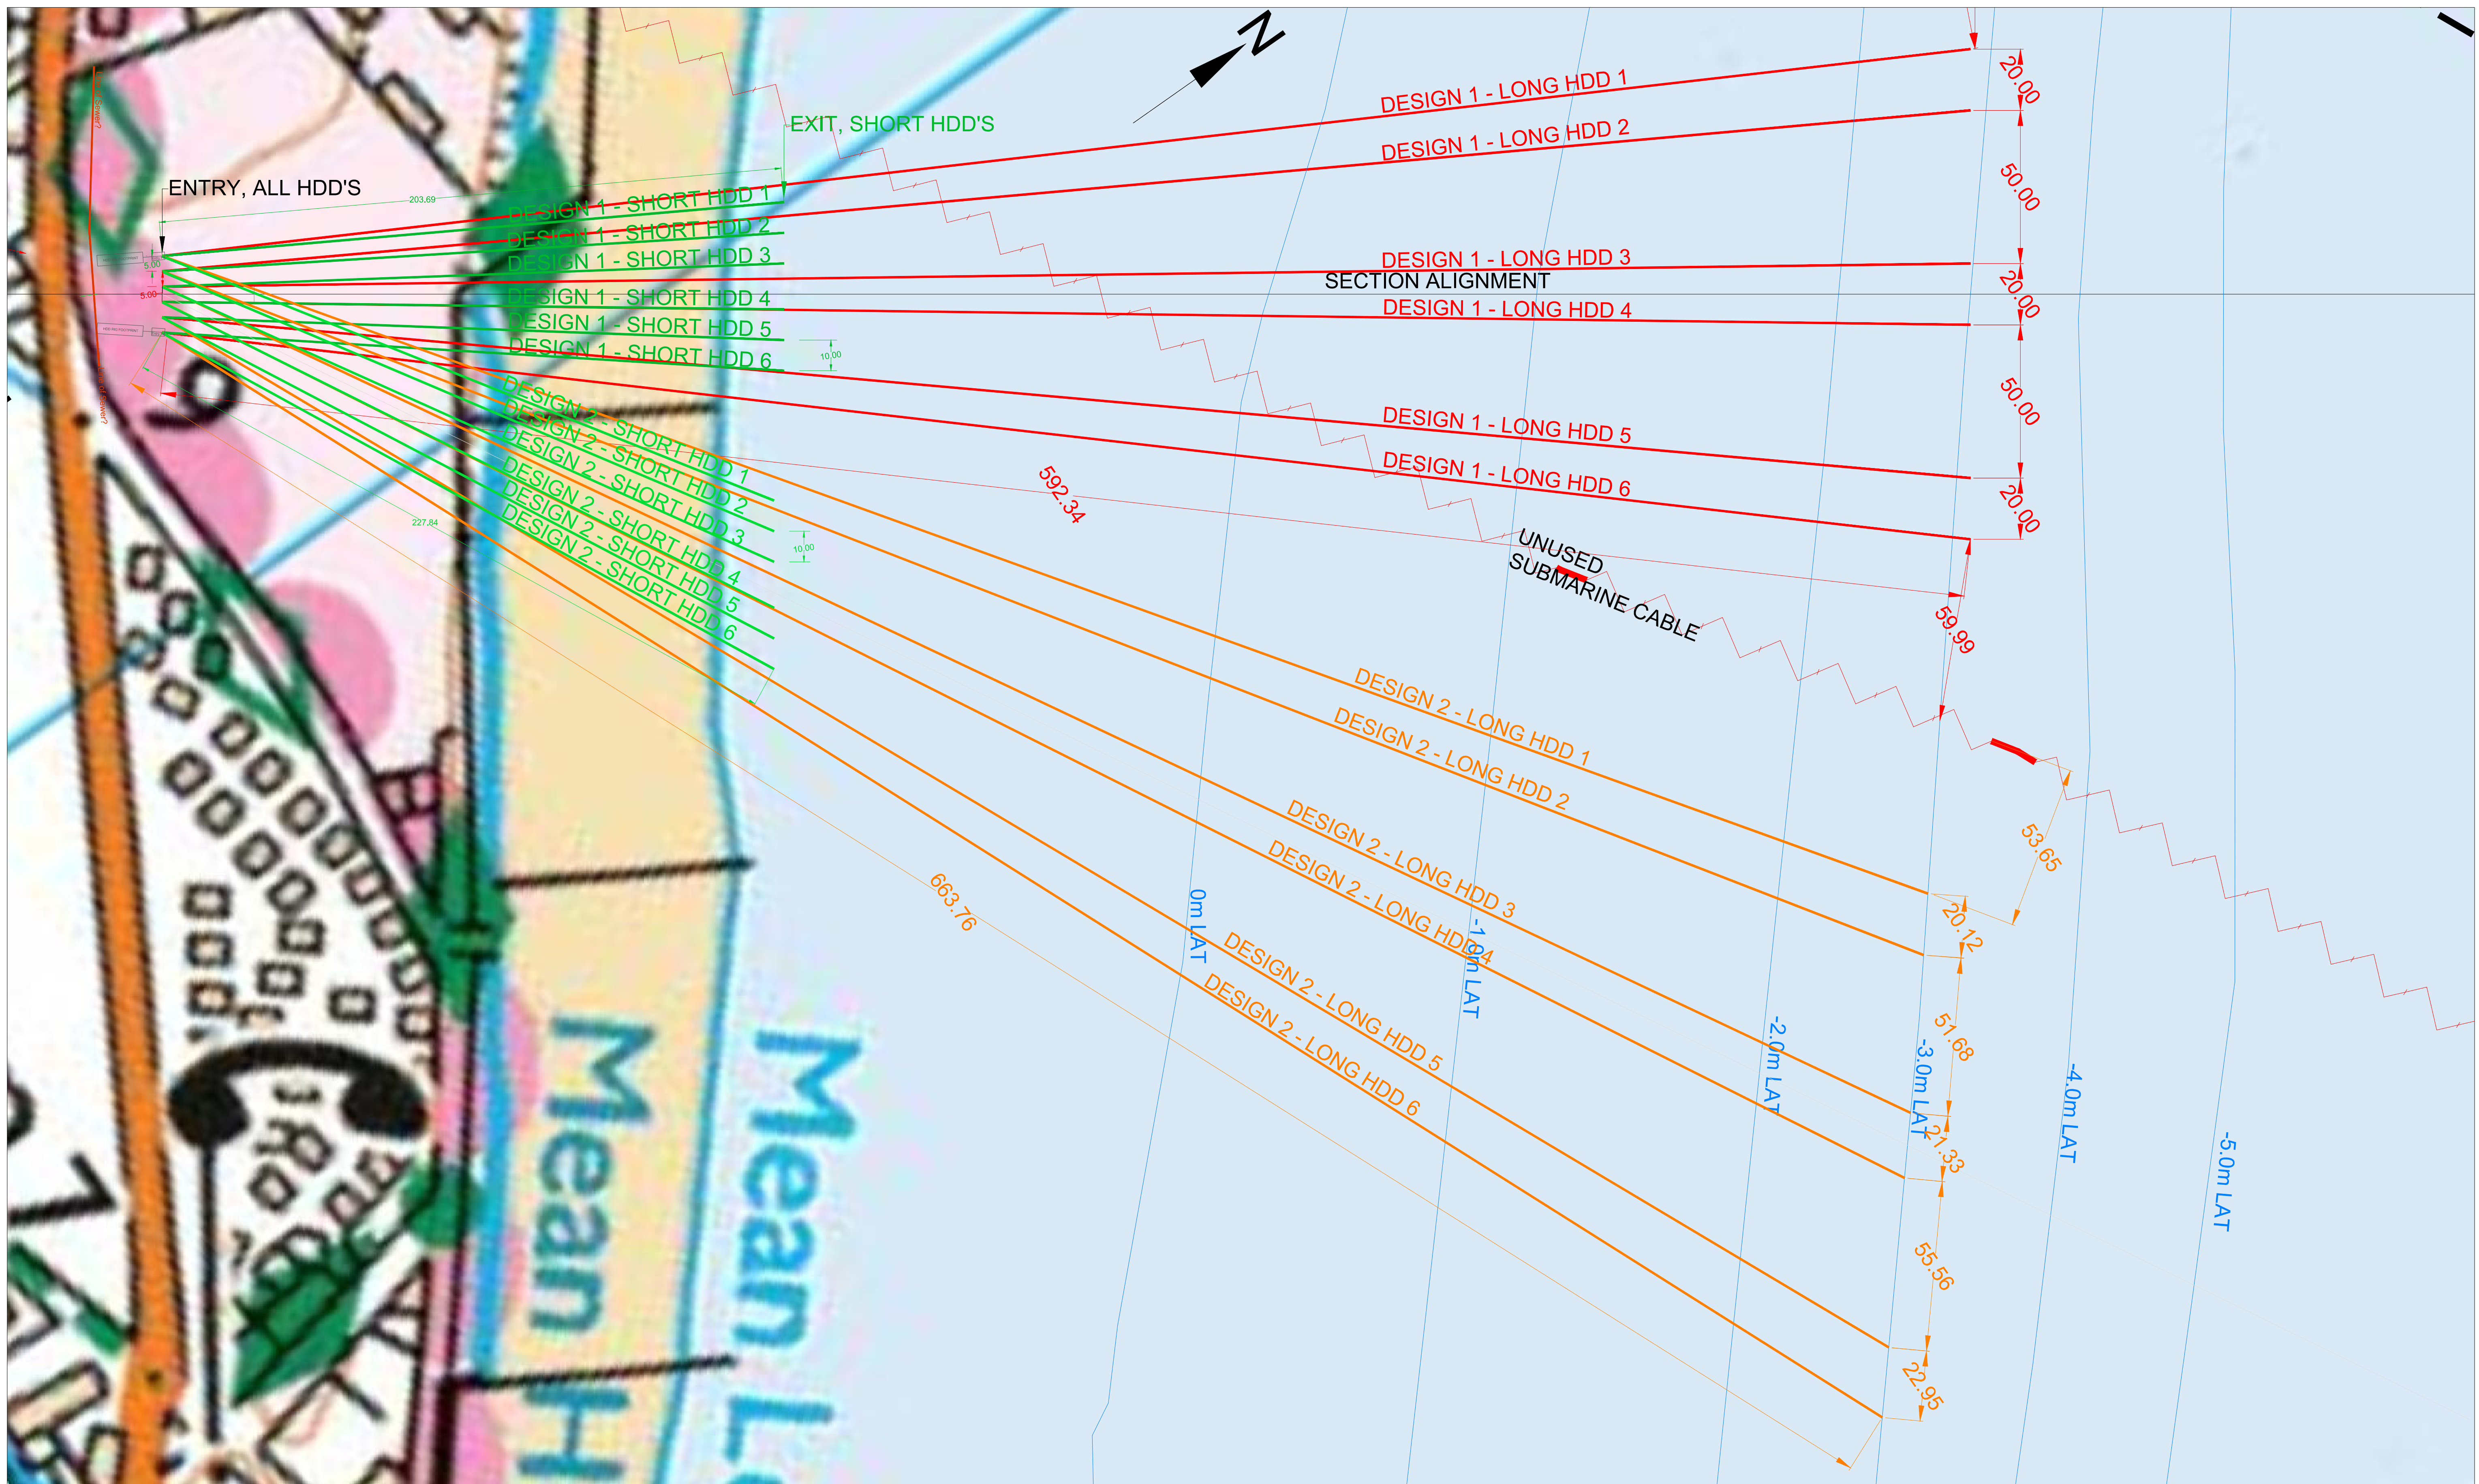 N
20.00
DESIGN 1 - LONG HDD 1
DESIGN 1 - LONG HDD 2
EXIT, SHORT HDD'S
ENTRY, ALL HDD'S
203.69
50.00
DESIGN 1 - SHORT HDD 1
DESIGN 1 - SHORT HDD 2
DESIGN 1 - SHORT HDD 3
DESIGN 1 - SHORT HDD 4
DESIGN 1 - SHORT HDD 5
DESIGN 1 - SHORT HDD 6
5.00
5.00
DESIGN 1 - LONG HDD 3
SECTION ALIGNMENT
DESIGN 1 - LONG HDD 4
20.00
10.00
50.00
DESIGN 1 - LONG HDD 5
DESIGN 1 - LONG HDD 6
20.00
DESIGN 2 - SHORT HDD 1
DESIGN 2 - SHORT HDD 2
DESIGN 2 - SHORT HDD 3
DESIGN 2 - SHORT HDD 4
DESIGN 2 - SHORT HDD 5
DESIGN 2 - SHORT HDD 6
10.00
227.84
592.34
UNUSED
SUBMARINE CABLE
59.99
DESIGN 2 - LONG HDD 1
DESIGN 2 - LONG HDD 2
DESIGN 2 - LONG HDD 3
DESIGN 2 - LONG HDD 4
DESIGN 2 - LONG HDD 5
DESIGN 2 - LONG HDD 6
53.65
20.12
51.68
21.33
55.56
22.95
663.76
0m LAT
-1.0m LAT
-2.0m LAT
-3.0m LAT
-4.0m LAT
-5.0m LAT
Mean H
Mean Lo